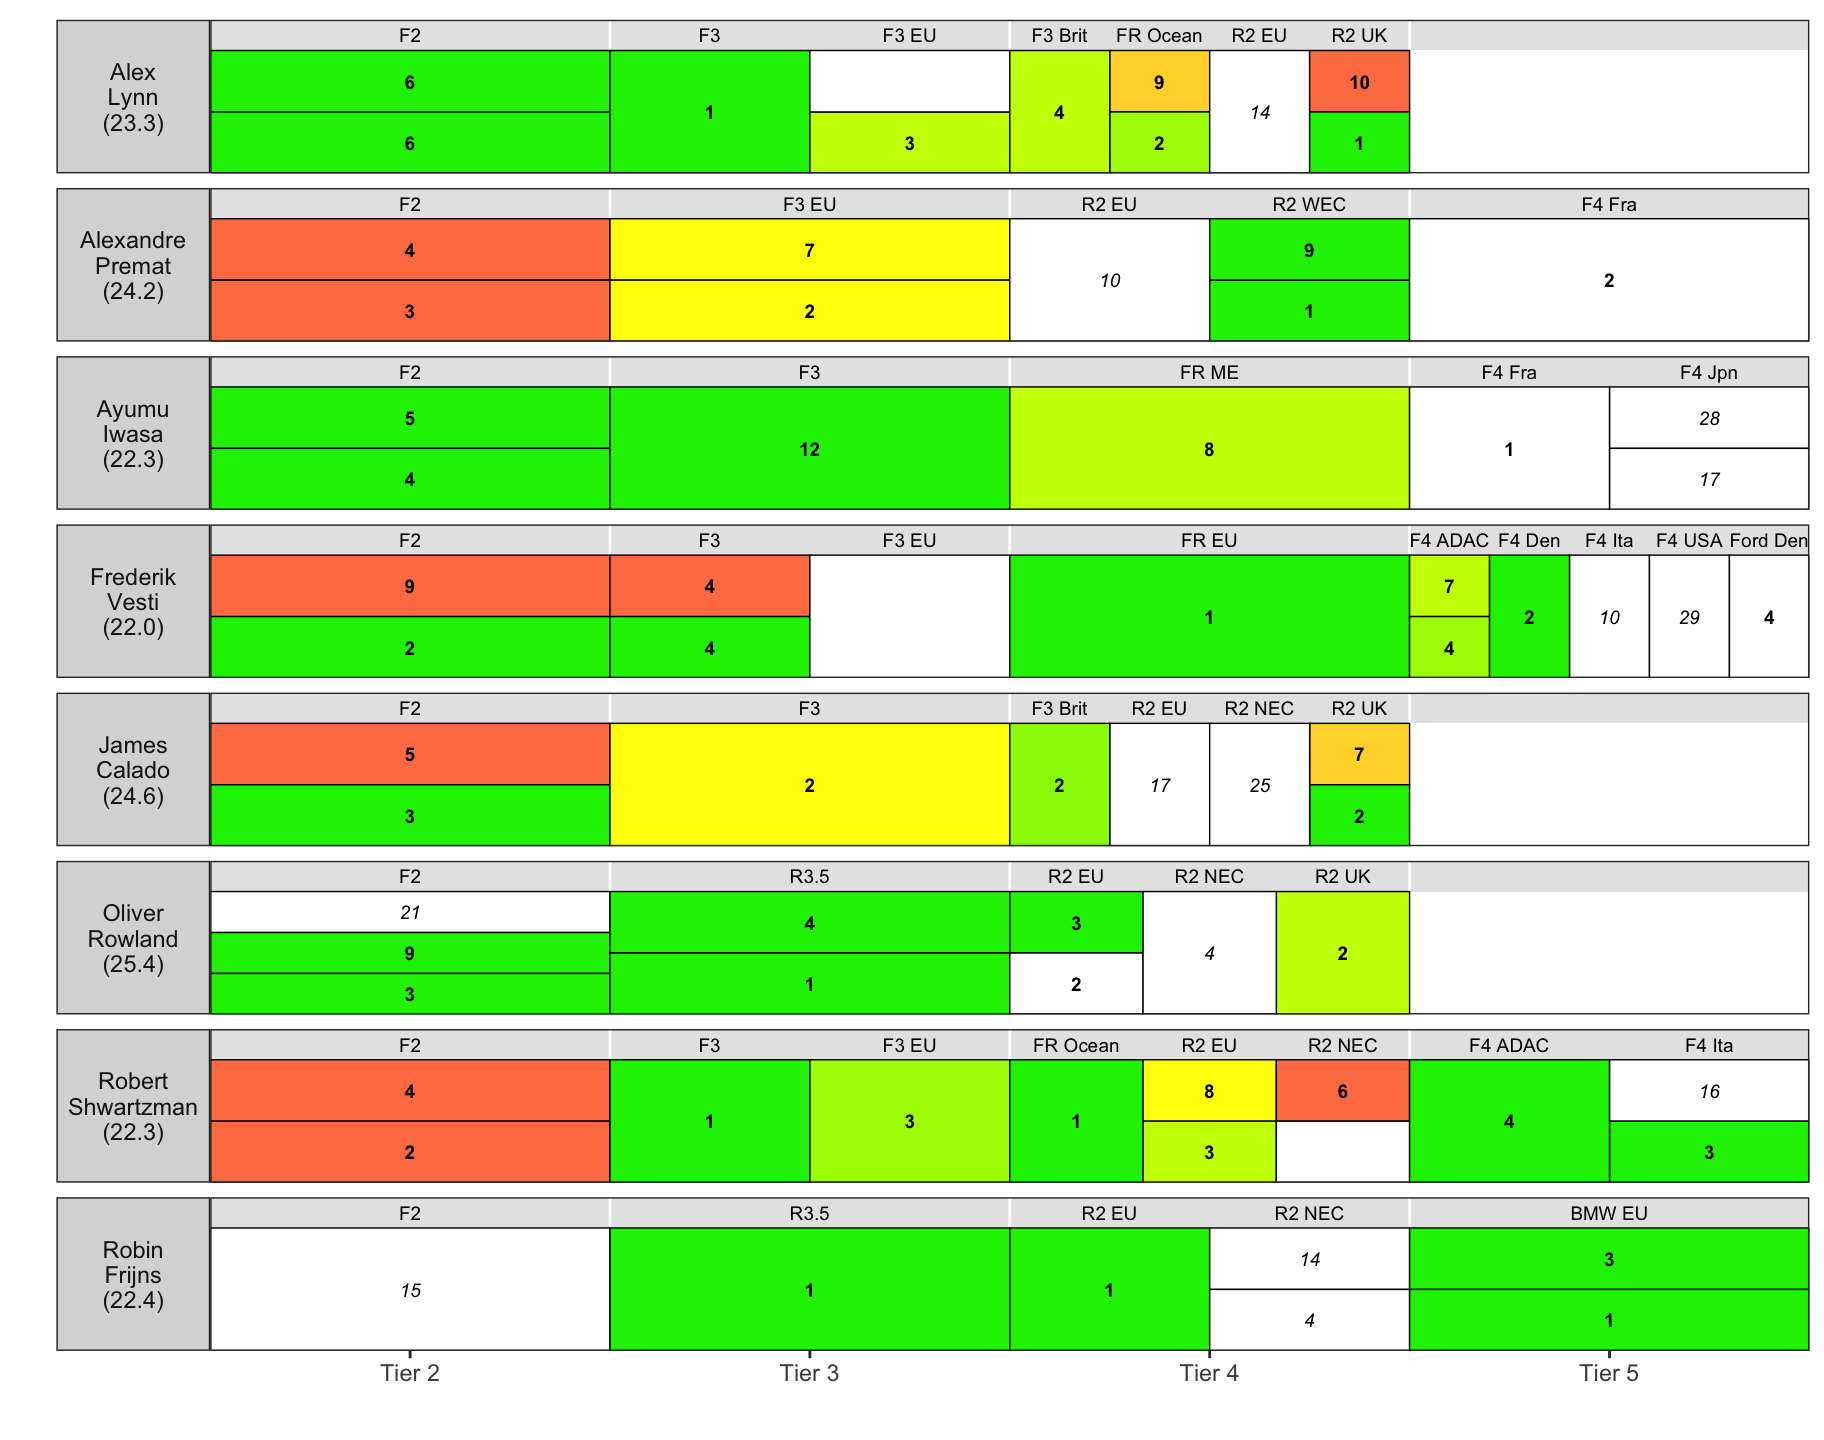 F2 F3 F3 EU F3 Brit FR Ocean R2 EU R2 UK
Alex
Lynn
(23.3)
6 1 4 9 14 10
6 3 2 1
F2 F3 EU R2 EU R2 WEC F4 Fra
Alexandre
Premat
(24.2)
4 7 10 9 2
3 2 1
F2 F3 FR ME F4 Fra F4 Jpn
Ayumu
Iwasa
(22.3)
5 12 8 1 28
4 17
F2 F3 F3 EU FR EU F4 ADAC F4 Den F4 Ita F4 USA Ford Den
Frederik
Vesti
(22.0)
9 4 1 7 2 10 29 4
2 4 4
F2 F3 F3 Brit R2 EU R2 NEC R2 UK
James
Calado
(24.6)
5 2 2 17 25 7
3 2
F2 R3.5 R2 EU R2 NEC R2 UK
Oliver
Rowland
(25.4)
21 4 3 4 2
9 1 2
3
F2 F3 F3 EU FR Ocean R2 EU R2 NEC F4 ADAC F4 Ita
Robert
Shwartzman
(22.3)
4 1 3 1 8 6 4 16
2 3 3
F2 R3.5 R2 EU R2 NEC BMW EU
Robin
Frijns
(22.4)
15 1 1 14 3
4 1
Tier 2 Tier 3 Tier 4 Tier 5